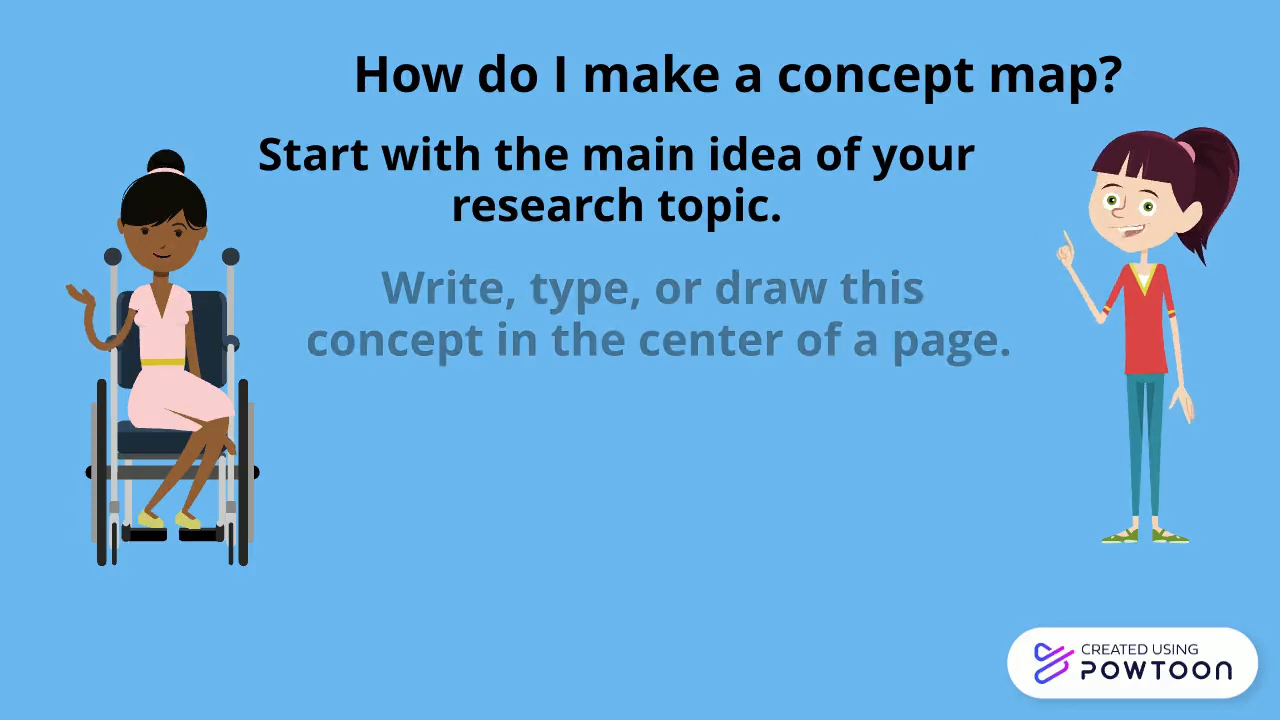 How do I make a concept map?
Start with the main idea of your
research topic.
Write, type, or draw this
concept in the center of a page.
CREATED USING
POWTOON